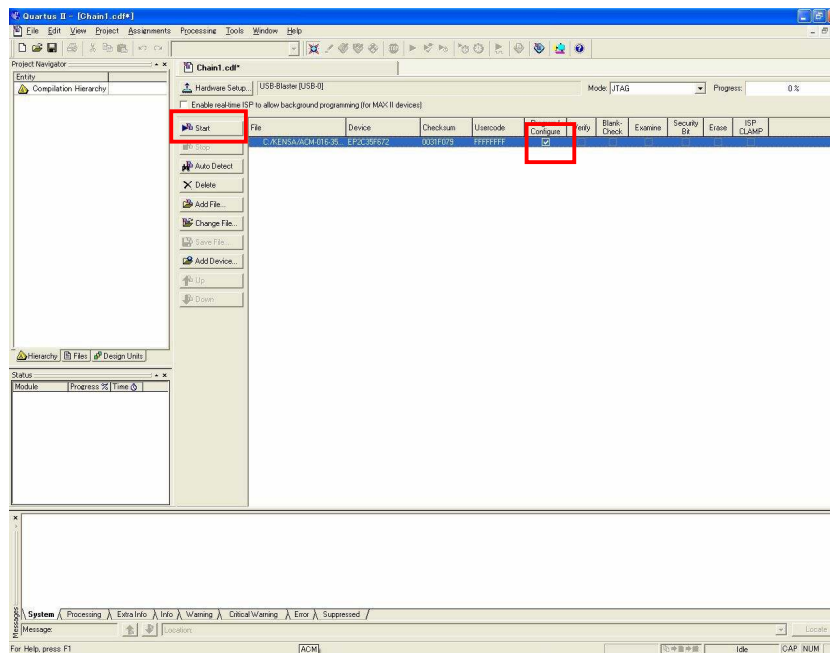 Quartus II - [Chain1.cdf*]
File Edit View Project Assignments Processing Tools Window Help
Project Navigator
Entity
Compilation Hierarchy
Hierarchy Files Design Units
Status
Module Progress % Time
Chain1.cdf*
Hardware Setup... USB-Blaster [USB-0] Mode: JTAG Progress: 0 %
Enable real-time ISP to allow background programming (for MAX II devices)
File Device Checksum Usercode Configure Verify Blank-Check Examine Security Bit Erase ISP CLAMP
C:/KENSA/ACM-016-35... EP2C35F672 0031F079 FFFFFFFF
Start
Stop
Auto Detect
Delete
Add File...
Change File...
Save File...
Add Device...
Up
Down
Messages
System Processing Extra Info Info Warning Critical Warning Error Suppressed
Message: Location: Locate
For Help, press F1 [ACM] Idle CAP NUM